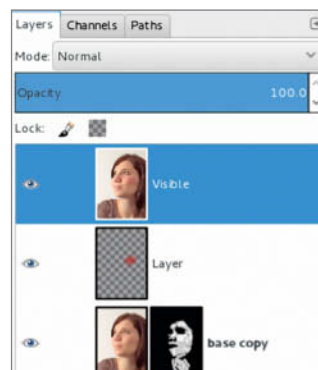 Layers Channels Paths
Mode: Normal
Opacity 100.0
Lock:
Visible
Layer
base copy